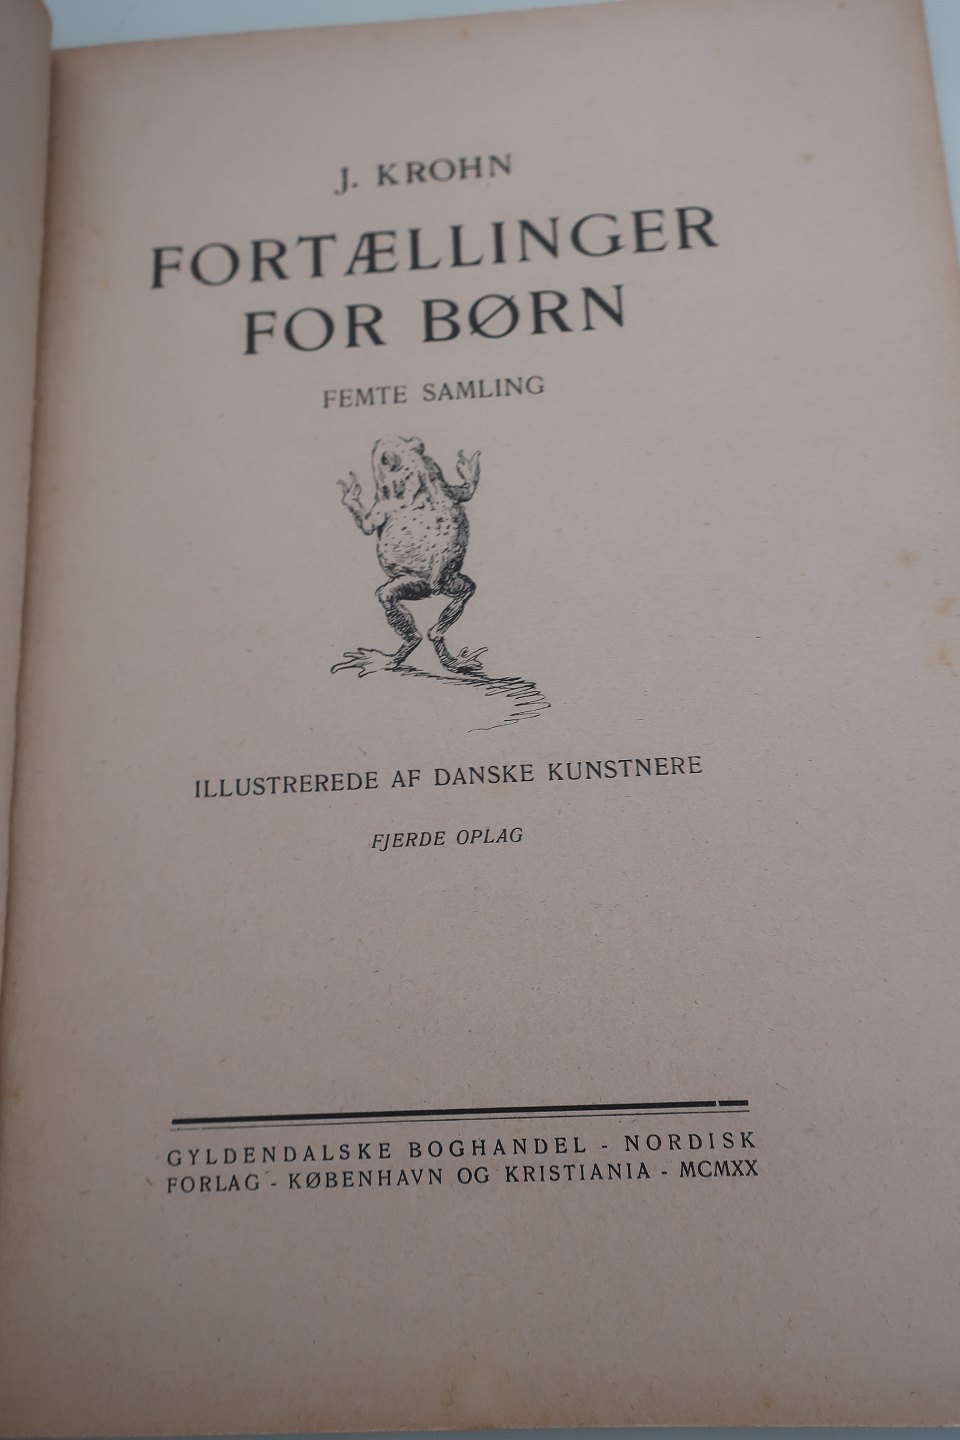 J. KROHN
FORTÆLLINGER
FOR BØRN
FEMTE SAMLING
ILLUSTREREDE AF DANSKE KUNSTNERE
FJERDE OPLAG
GYLDENDALSKE BOGHANDEL - NORDISK
FORLAG - KØBENHAVN OG KRISTIANIA - MCMXX